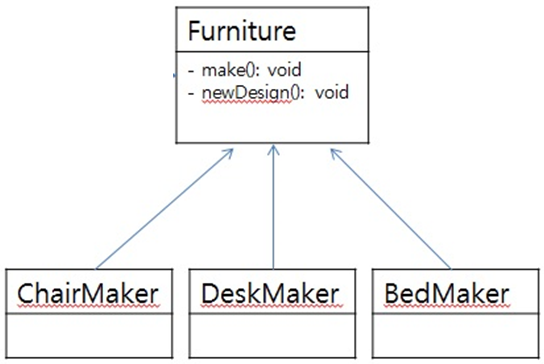 Furniture
- make(): void
- newDesign(): void
ChairMaker
DeskMaker
BedMaker